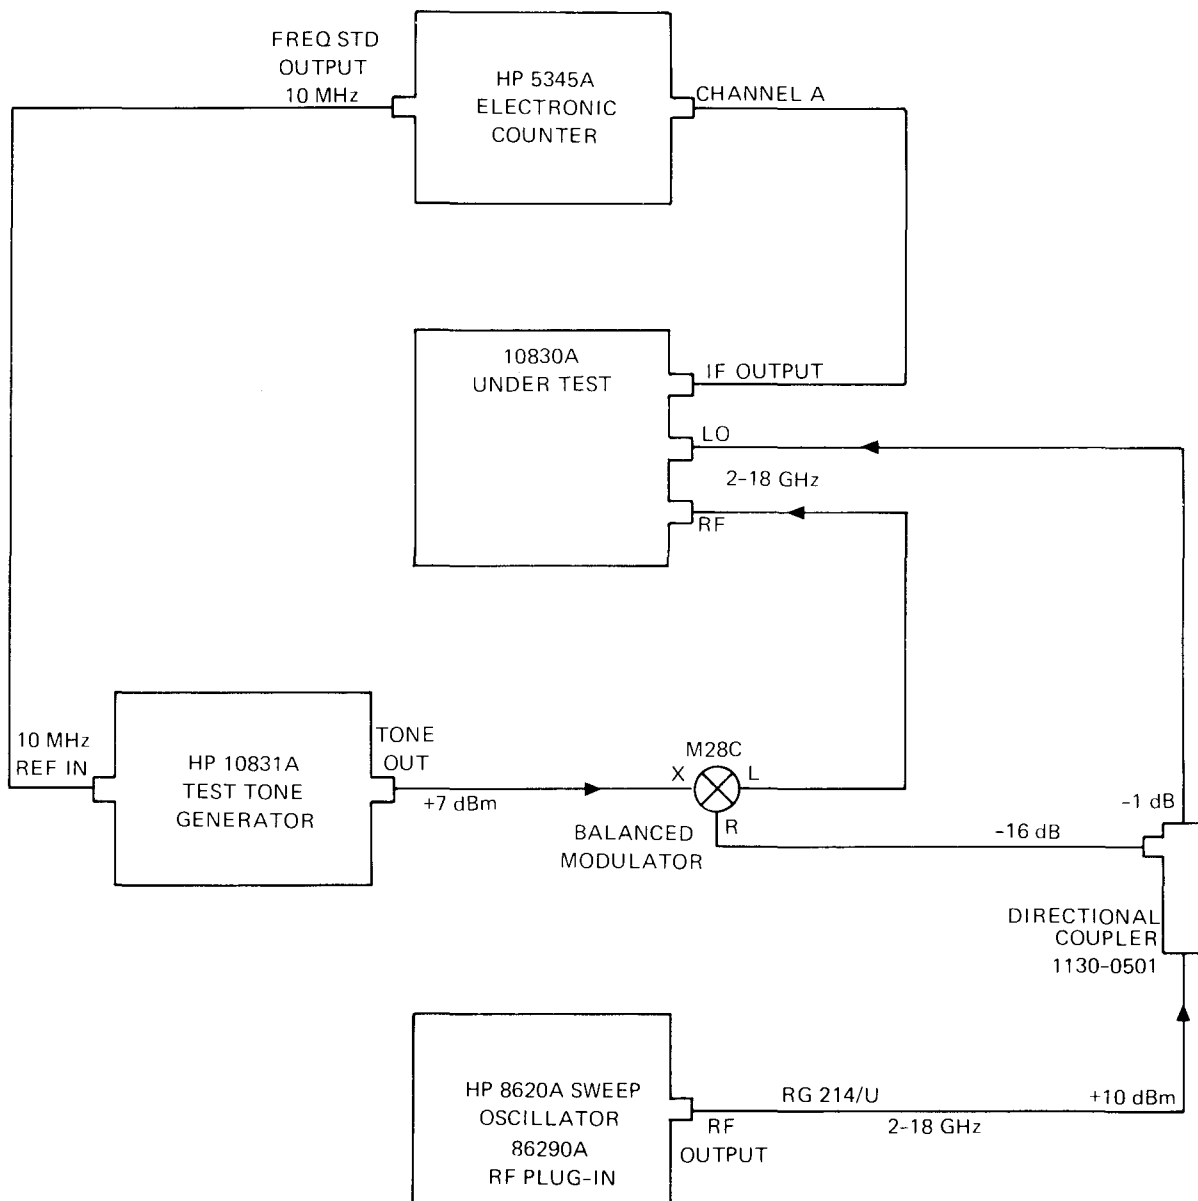 FREQ STD
OUTPUT
10 MHz
HP 5345A
ELECTRONIC
COUNTER
CHANNEL A
10830A
UNDER TEST
IF OUTPUT
LO
2-18 GHz
RF
10 MHz
REF IN
HP 10831A
TEST TONE
GENERATOR
TONE
OUT
+7 dBm
M28C
X
L
R
BALANCED
MODULATOR
-1 dB
-16 dB
DIRECTIONAL
COUPLER
1130-0501
HP 8620A SWEEP
OSCILLATOR
86290A
RF PLUG-IN
RF
OUTPUT
RG 214/U
2-18 GHz
+10 dBm